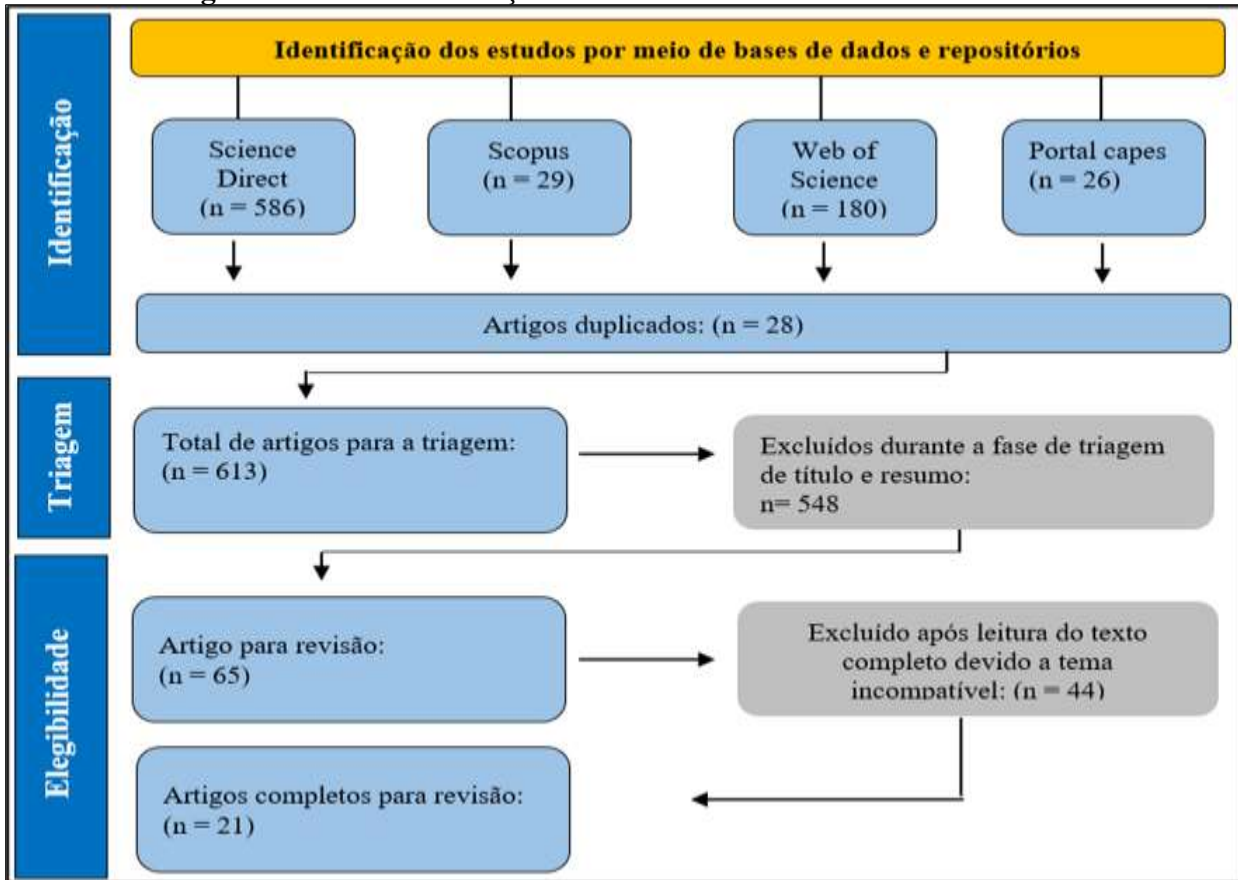 Identificação dos estudos por meio de bases de dados e repositórios
Identificação
Science
Direct
(n = 586)
Scopus
(n = 29)
Web of
Science
(n = 180)
Portal capes
(n = 26)
Artigos duplicados: (n = 28)
Triagem
Total de artigos para a triagem:
(n = 613)
Excluídos durante a fase de triagem
de título e resumo:
n= 548
Elegibilidade
Artigo para revisão:
(n = 65)
Excluído após leitura do texto
completo devido a tema
incompatível: (n = 44)
Artigos completos para revisão:
(n = 21)